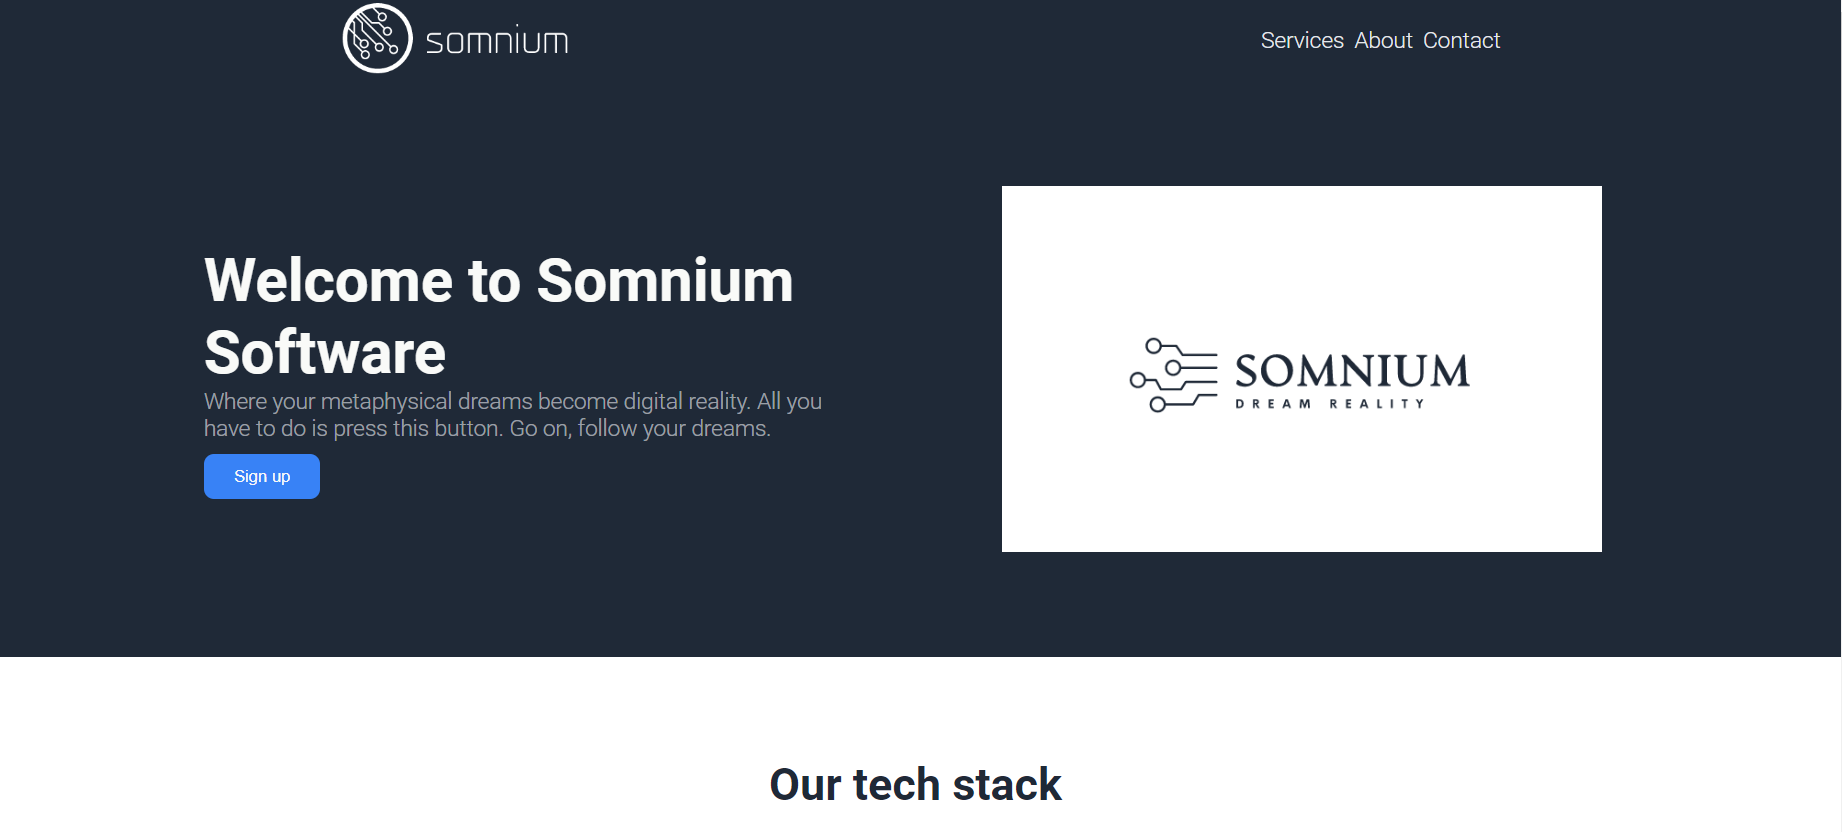 somnium
Services About Contact
Welcome to Somnium
Software
Where your metaphysical dreams become digital reality. All you
have to do is press this button. Go on, follow your dreams.
Sign up
SOMNIUM
DREAM REALITY
Our tech stack